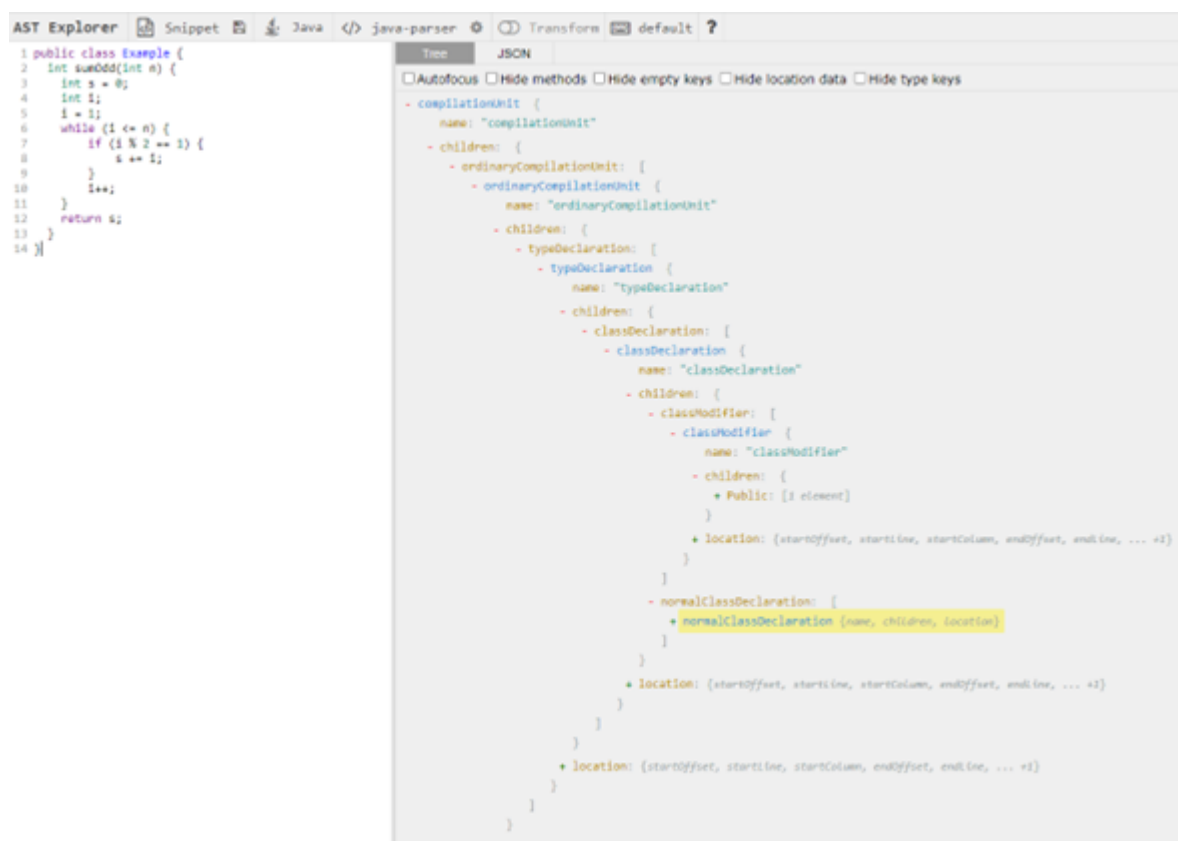 AST Explorer Snippet Java </> java-parser Transform default ?
1 public class Example {
2 int sumOdd(int n) {
3 int s = 0;
4 int i;
5 i = 1;
6 while (i <= n) {
7 if (i % 2 == 1) {
8 s += i;
9 }
10 i++;
11 }
12 return s;
13 }
14 }
Tree JSON
Autofocus Hide methods Hide empty keys Hide location data Hide type keys
- compilationUnit {
name: "compilationUnit"
- children: {
- ordinaryCompilationUnit: [
- ordinaryCompilationUnit {
name: "ordinaryCompilationUnit"
- children: {
- typeDeclaration: [
- typeDeclaration {
name: "typeDeclaration"
- children: {
- classDeclaration: [
- classDeclaration {
name: "classDeclaration"
- children: {
- classModifier: [
- classModifier {
name: "classModifier"
- children: {
+ Public: [1 element]
}
+ location: {startOffset, startLine, startColumn, endOffset, endLine, ... +1}
}
]
- normalClassDeclaration: [
+ normalClassDeclaration {name, children, location}
]
}
+ location: {startOffset, startLine, startColumn, endOffset, endLine, ... +1}
}
]
}
+ location: {startOffset, startLine, startColumn, endOffset, endLine, ... +1}
}
]
}